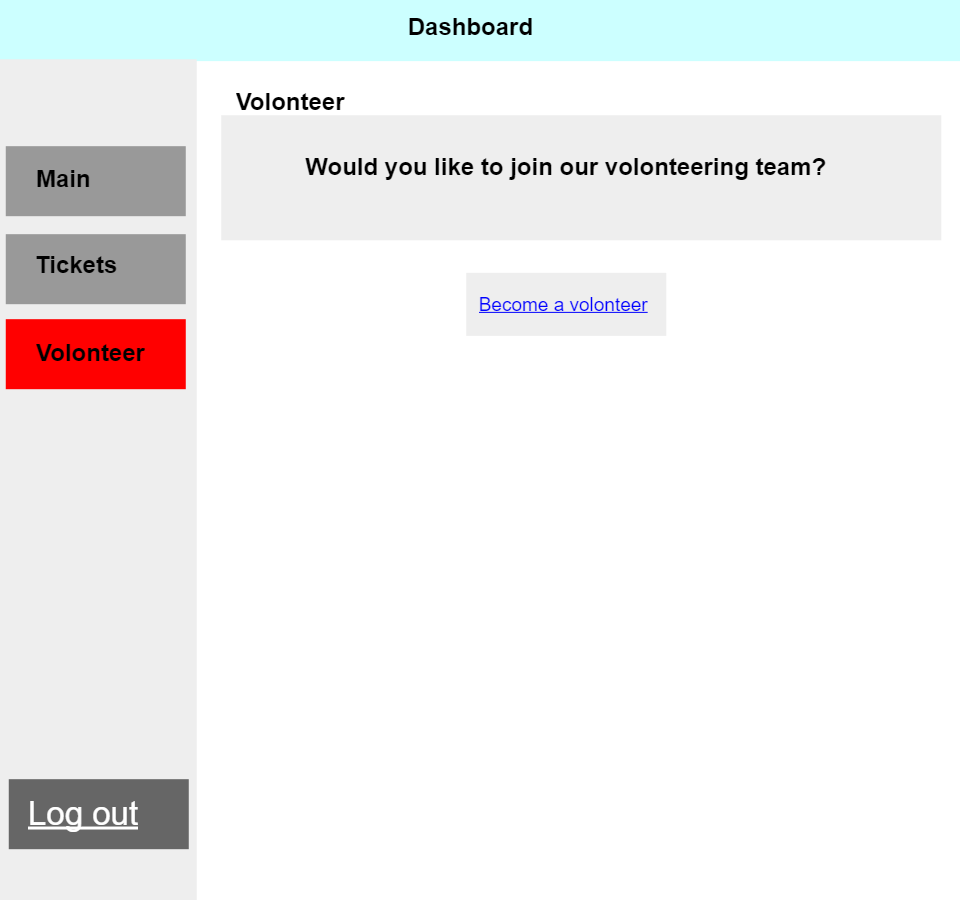 Dashboard
Volonteer
Would you like to join our volonteering team?
Main
Tickets
Volonteer
Become a volonteer
Log out